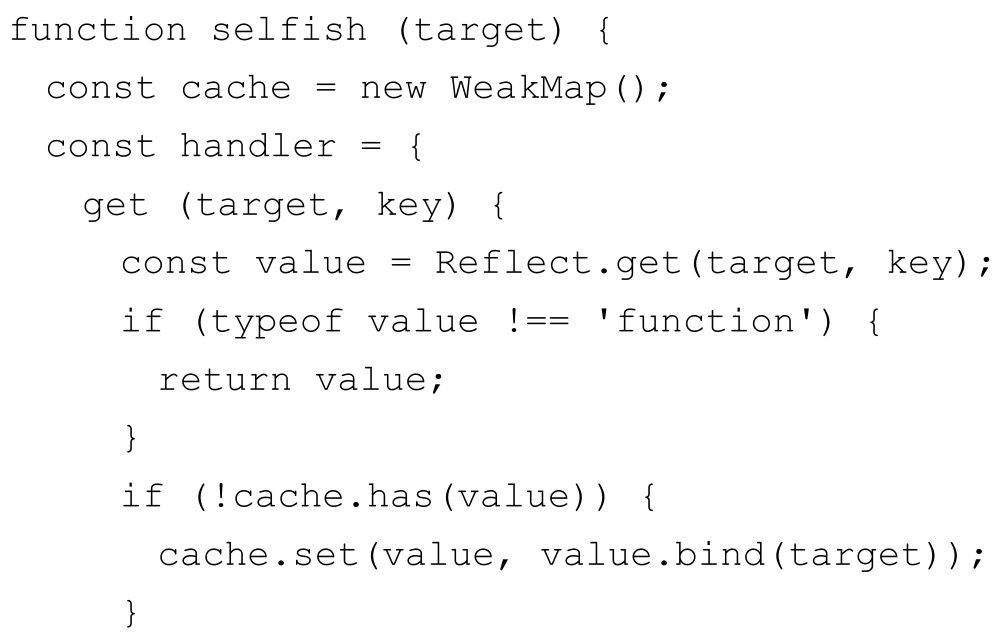 function selfish (target) {
  const cache = new WeakMap();
  const handler = {
    get (target, key) {
      const value = Reflect.get(target, key);
      if (typeof value !== 'function') {
        return value;
      }
      if (!cache.has(value)) {
        cache.set(value, value.bind(target));
      }